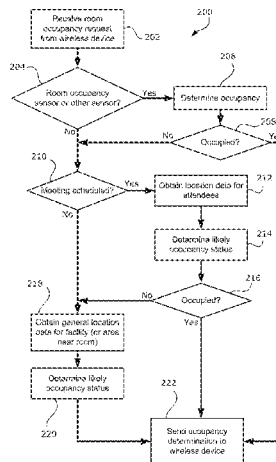 Receive room
occupancy request
from wireless device
202
200
204
Room occupancy
sensor or other sensor?
Yes
206
Determine occupancy
No
No
Occupied?
208
Yes
210
Meeting scheduled?
Yes
Obtain location data for
attendees
212
No
Determine likely
occupancy status
214
216
No
Occupied?
Yes
218
Obtain general location
data for facility (or area
near room)
Determine likely
occupancy status
220
222
Send occupancy
determination to
wireless device